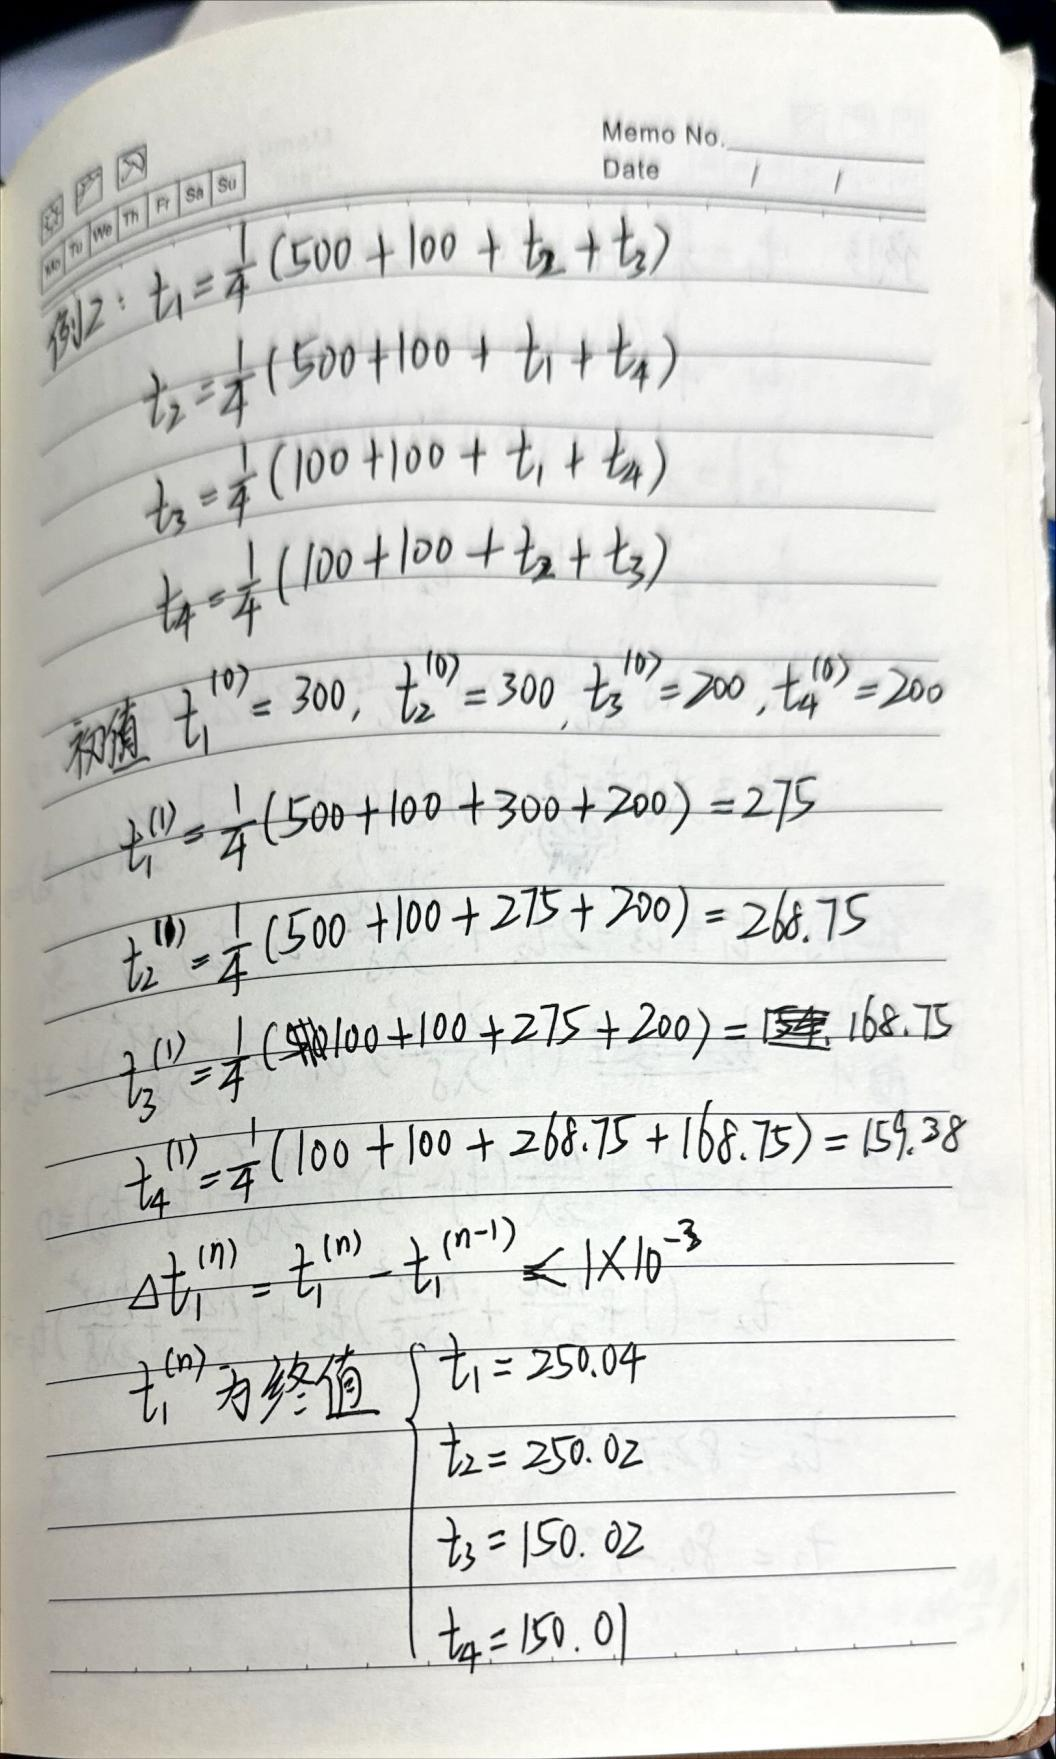 Memo No.
Date / /
Mo Tu We Th Fr Sa Su
例2: t₁=1/4(500+100+t₂+t₃)
t₂=1/4(500+100+t₁+t₄)
t₃=1/4(100+100+t₁+t₄)
t₄=1/4(100+100+t₂+t₃)
初值 t₁⁽⁰⁾=300, t₂⁽⁰⁾=300, t₃⁽⁰⁾=200, t₄⁽⁰⁾=200
t₁⁽¹⁾=1/4(500+100+300+200)=275
t₂⁽¹⁾=1/4(500+100+275+200)=268.75
t₃⁽¹⁾=1/4(100+100+275+200)=168.75
t₄⁽¹⁾=1/4(100+100+268.75+168.75)=159.38
Δt₁⁽ⁿ⁾=t₁⁽ⁿ⁾-t₁⁽ⁿ⁻¹⁾<1×10⁻³
t₁⁽ⁿ⁾为终值 { t₁=250.04
t₂=250.02
t₃=150.02
t₄=150.01